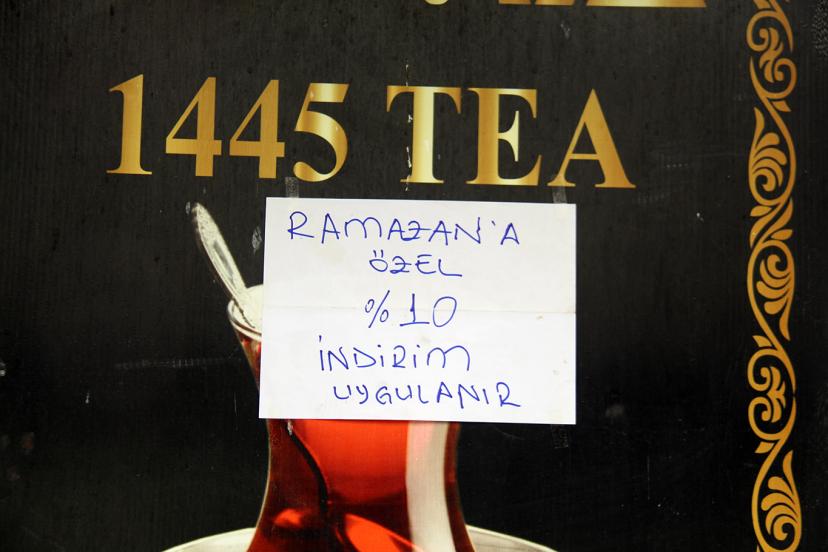 1445 TEA
RAMAZAN'A
ÖZEL
%10
İNDİRİM
UYGULANIR